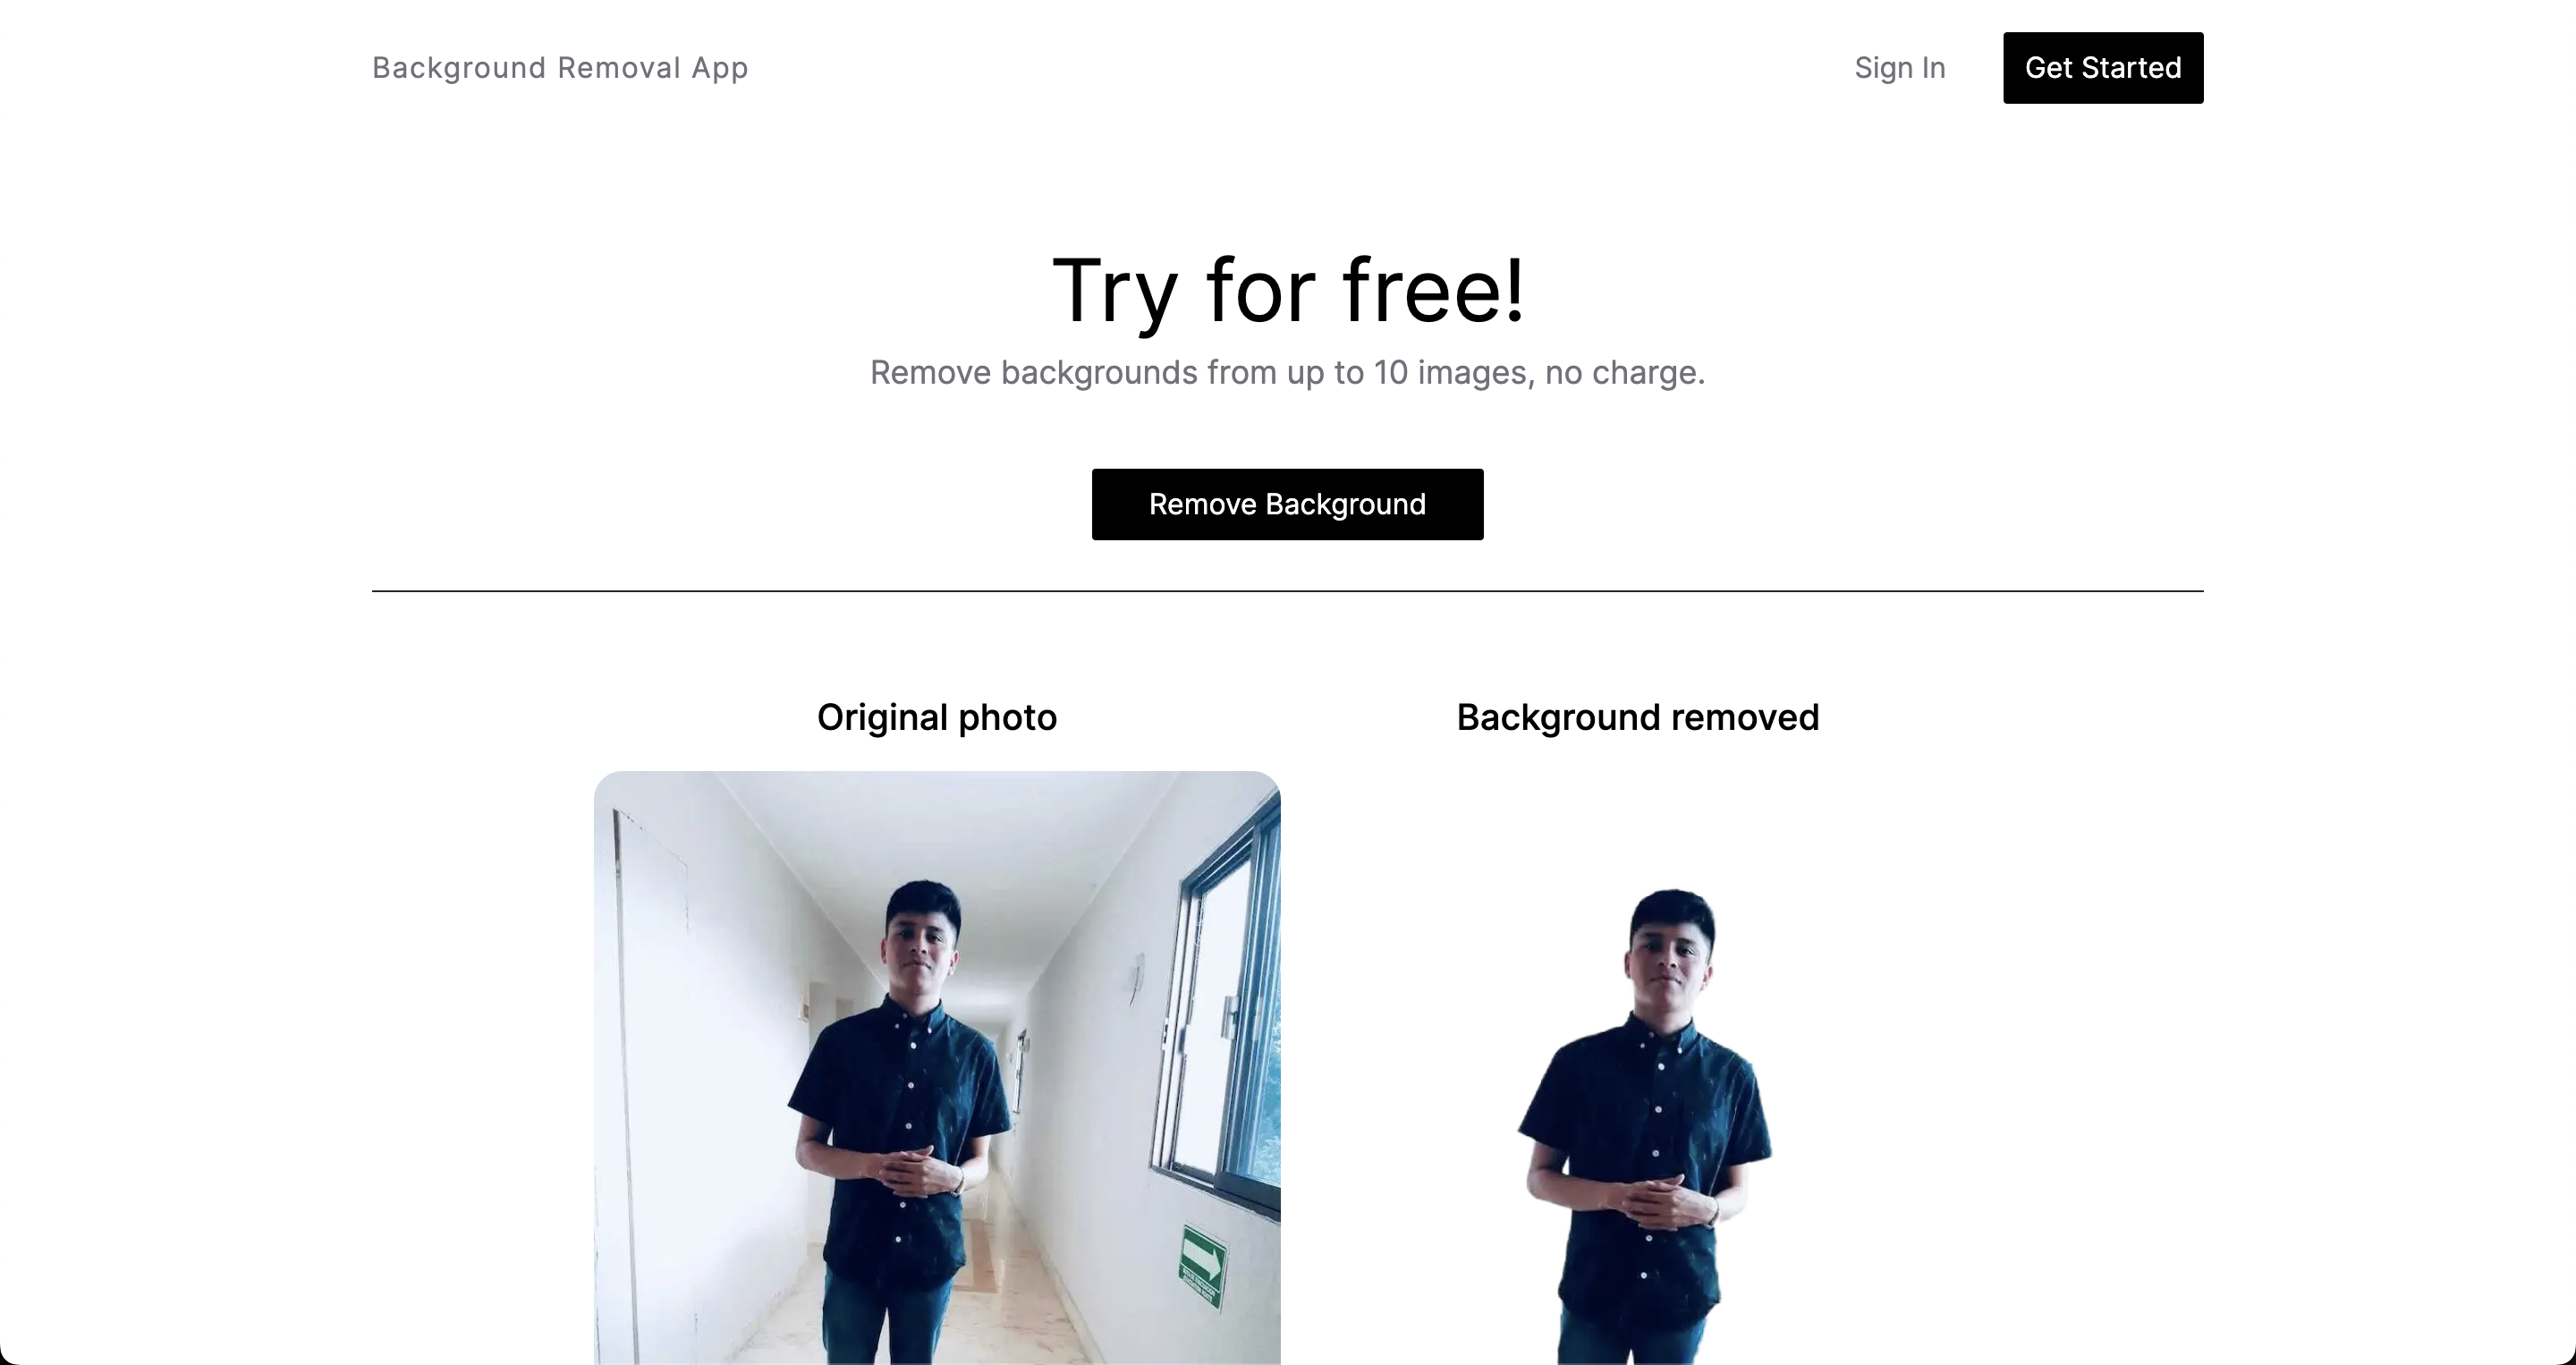 Background Removal App
Sign In
Get Started
Try for free!
Remove backgrounds from up to 10 images, no charge.
Remove Background
Original photo
Background removed